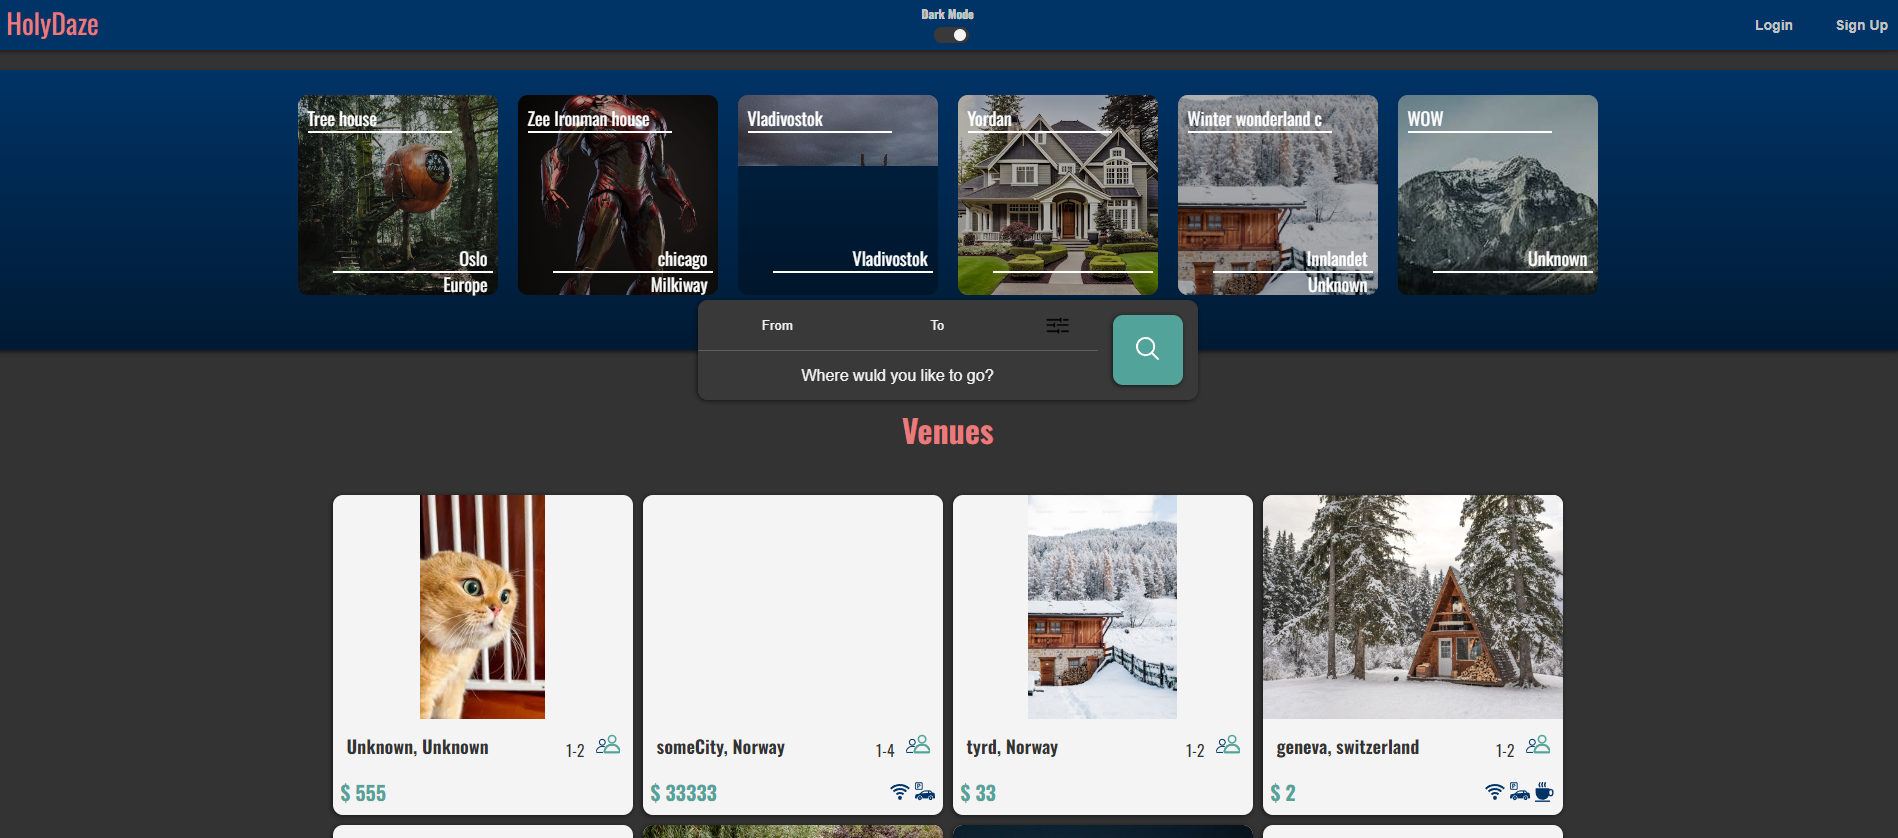 HolyDaze
Dark Mode
Login
Sign Up
Tree house
Oslo
Europe
Zee Ironman house
chicago
Milkiway
Vladivostok
Vladivostok
Yordan
Winter wonderland c
Innlandet
Unknown
WOW
Unknown
From
To
Where wuld you like to go?
Venues
Unknown, Unknown
1-2
$ 555
someCity, Norway
1-4
$ 33333
P
tyrd, Norway
1-2
$ 33
geneva, switzerland
1-2
$ 2
P